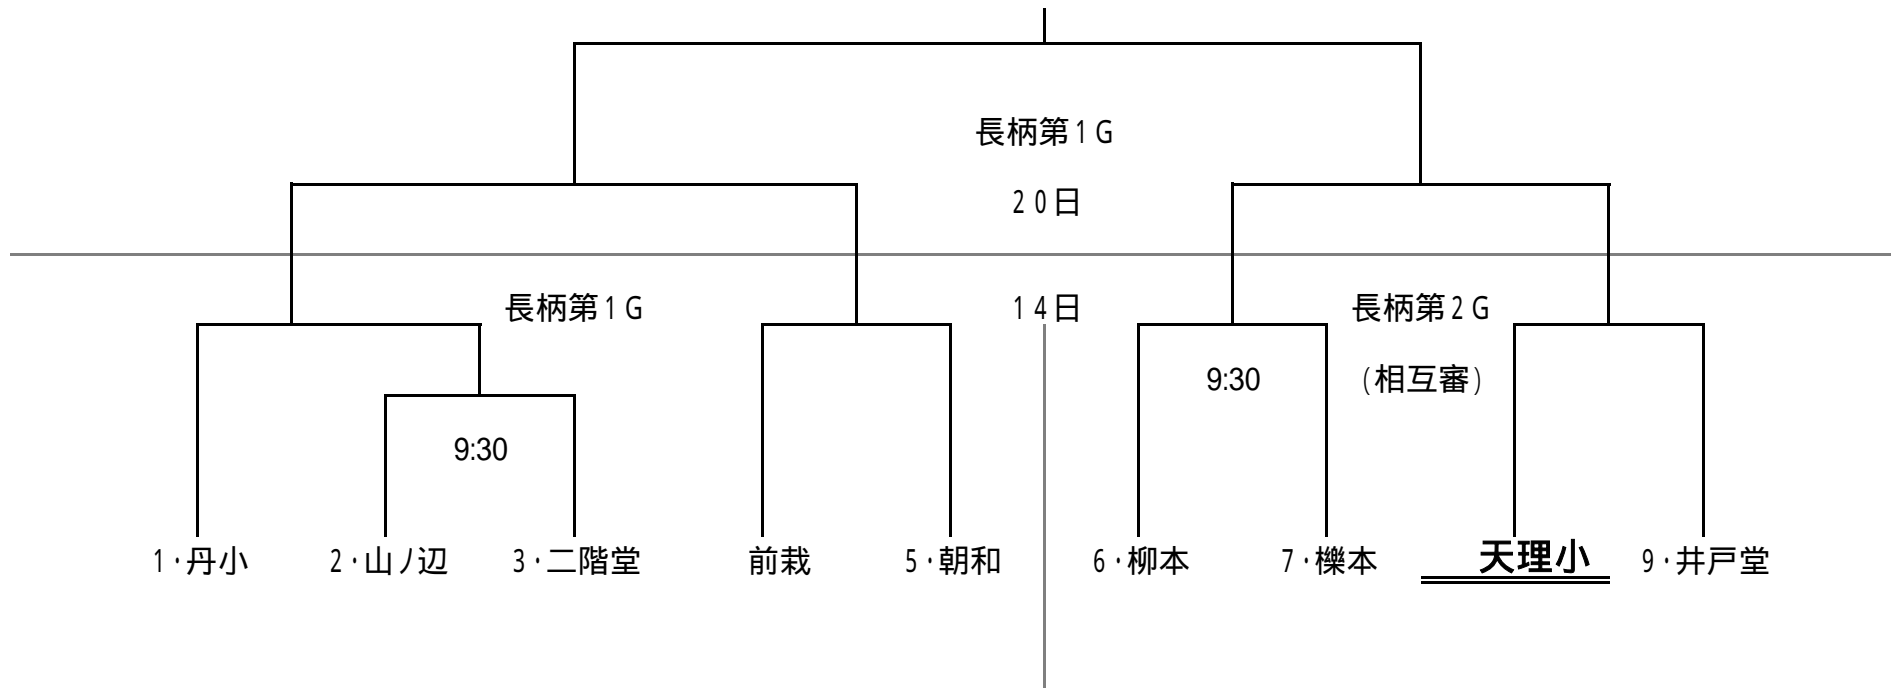 長柄第1G
20日
長柄第1G 14日 長柄第2G
9:30 (相互審)
9:30
1·丹小 2·山ノ辺 3·二階堂 前栽 5·朝和 6·柳本 7·櫟本 天理小 9·井戸堂